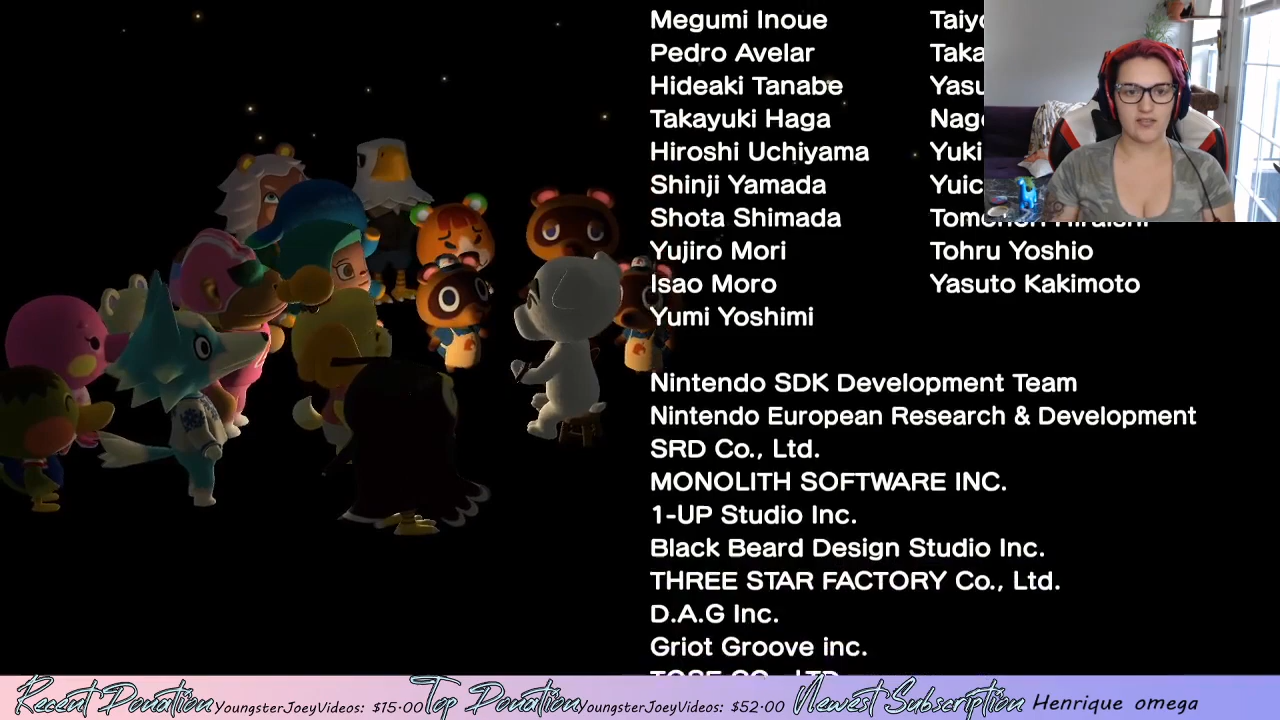 Megumi Inoue
Pedro Avelar
Hideaki Tanabe
Takayuki Haga
Hiroshi Uchiyama
Shinji Yamada
Shota Shimada
Yujiro Mori
Isao Moro
Yumi Yoshimi
Tohru Yoshio
Yasuto Kakimoto
Nintendo SDK Development Team
Nintendo European Research & Development
SRD Co., Ltd.
MONOLITH SOFTWARE INC.
1-UP Studio Inc.
Black Beard Design Studio Inc.
THREE STAR FACTORY Co., Ltd.
D.A.G Inc.
Griot Groove inc.
Recent Donation YoungsterJoeyVideos: $15.00 Top Donation YoungsterJoeyVideos: $52.00 Newest Subscription Henrique omega